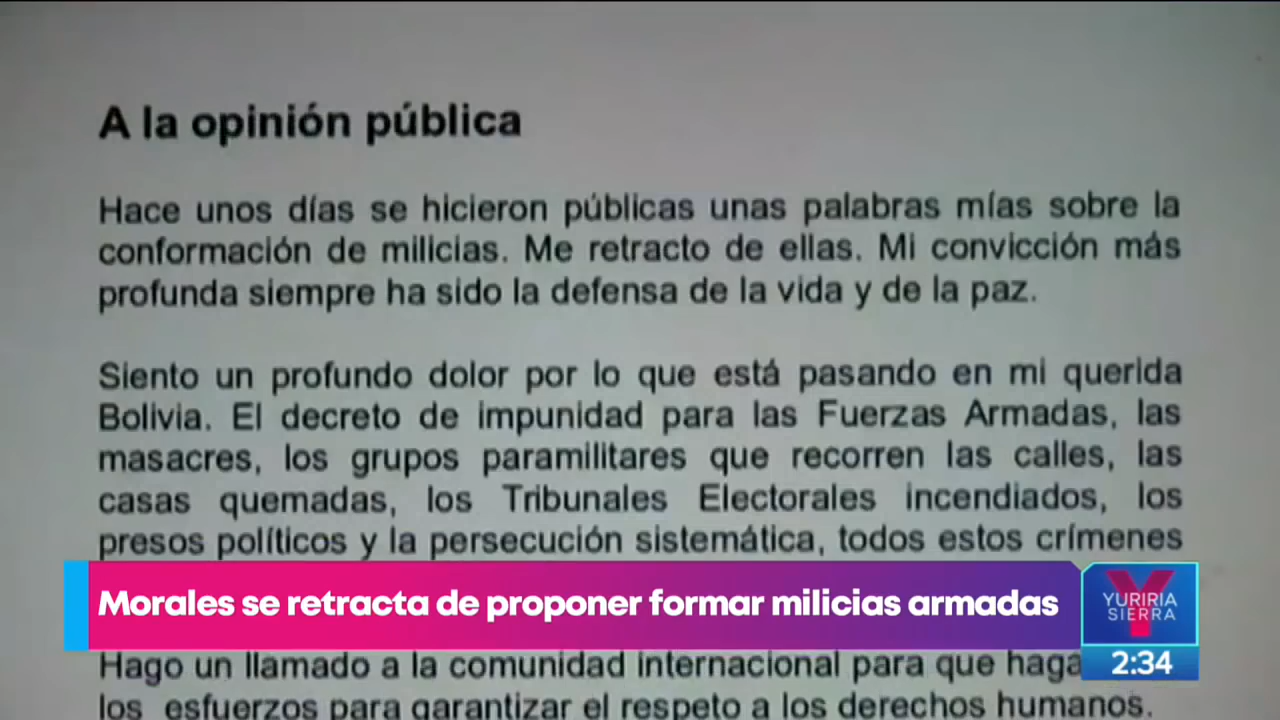 A la opinión pública
Hace unos días se hicieron públicas unas palabras mías sobre la
conformación de milicias. Me retracto de ellas. Mi convicción más
profunda siempre ha sido la defensa de la vida y de la paz.
Siento un profundo dolor por lo que está pasando en mi querida
Bolivia. El decreto de impunidad para las Fuerzas Armadas, las
masacres, los grupos paramilitares que recorren las calles, las
casas quemadas, los Tribunales Electorales incendiados, los
presos políticos y la persecución sistemática, todos estos crímenes
Morales se retracta de proponer formar milicias armadas
YURIRIA
SIERRA
2:34
Hago un llamado a la comunidad internacional para que haga
los esfuerzos para garantizar el respeto a los derechos humanos.